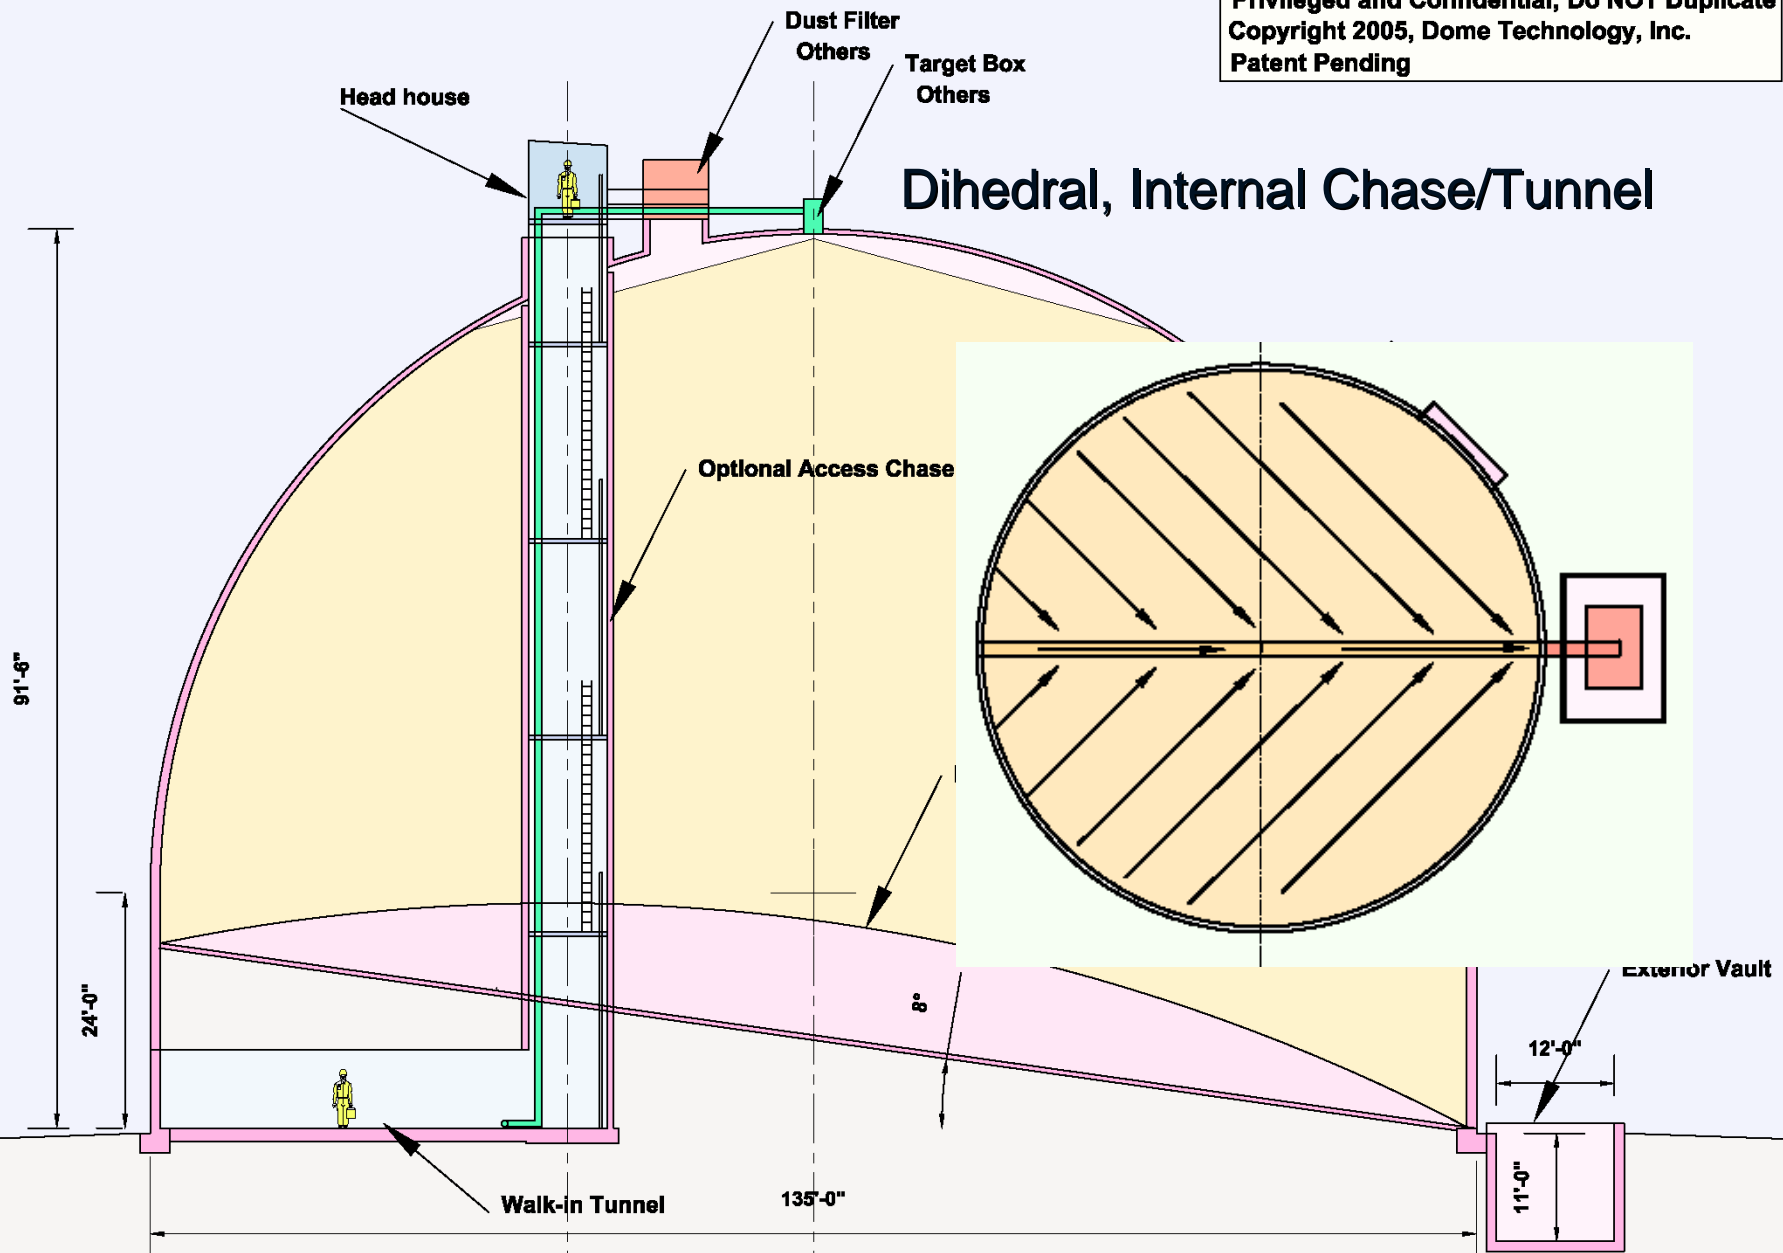 Privileged and Confidential, Do NOT Duplicate
Copyright 2005, Dome Technology, Inc.
Patent Pending
Dust Filter
Others
Target Box
Others
Head house
Dihedral, Internal Chase/Tunnel
Optional Access Chase
91'-6"
24'-0"
8°
Exterior Vault
12'-0"
11'-0"
135'-0"
Walk-in Tunnel